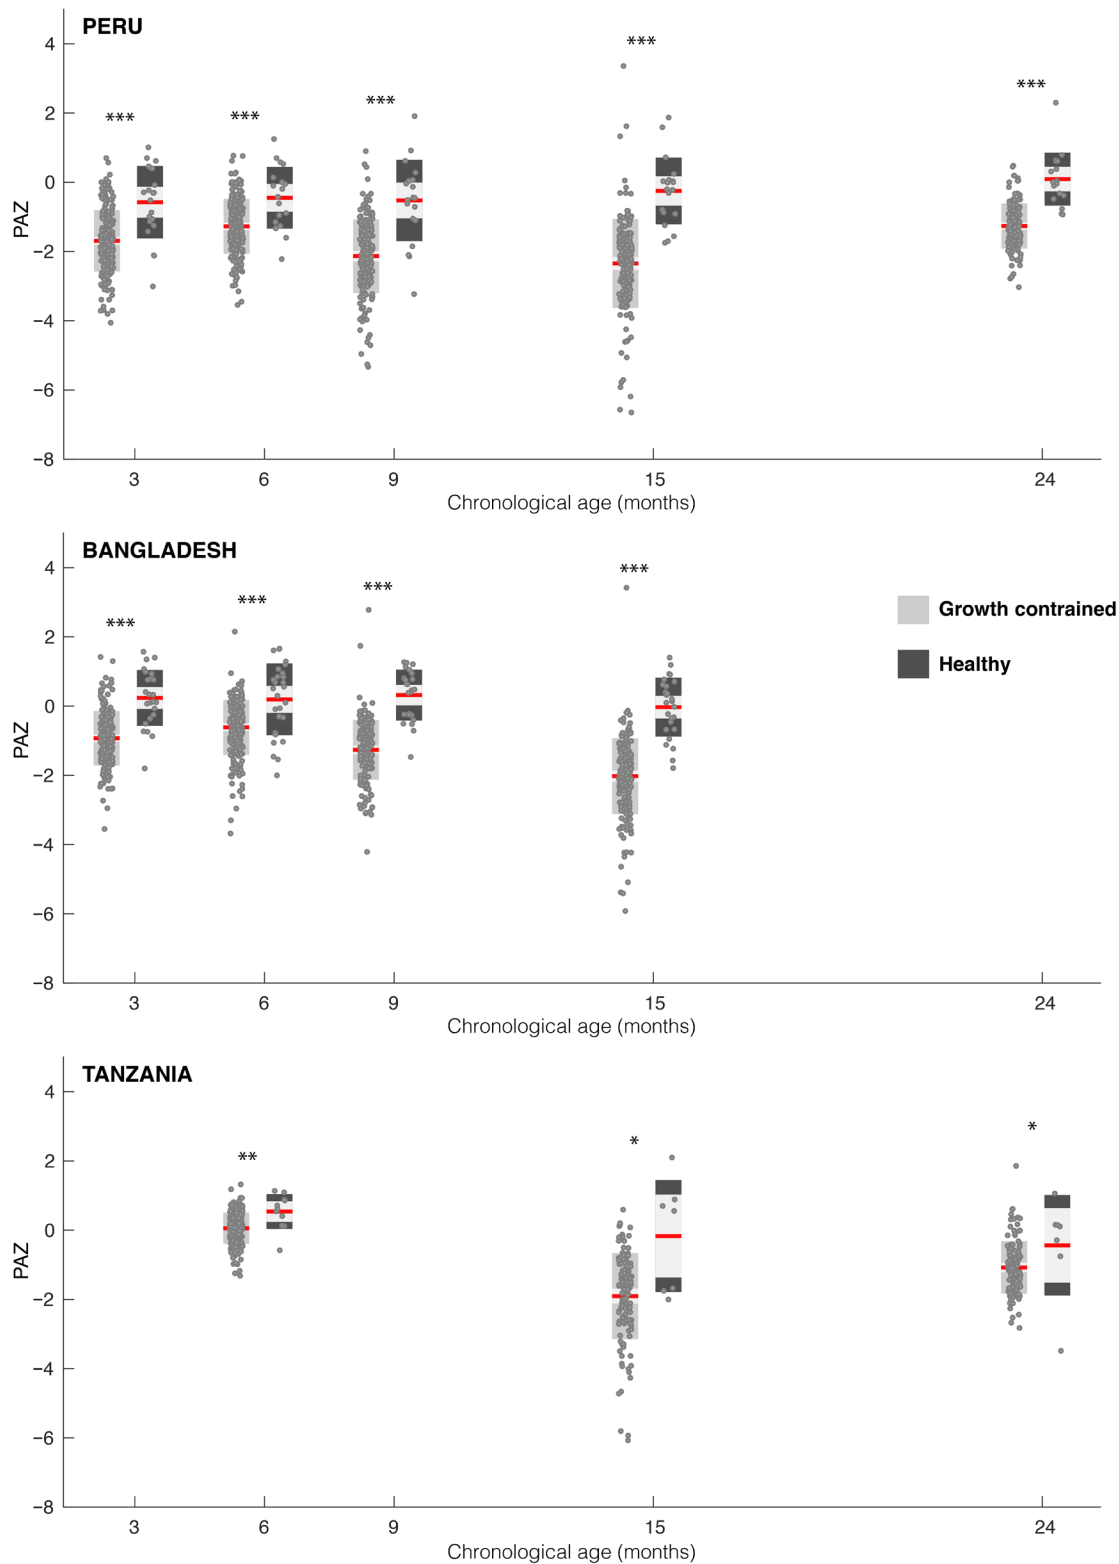 PERU
4
2
0
−2
−4
−6
−8
PAZ
***
***
***
***
***
3 6 9 15 24
Chronological age (months)
BANGLADESH
4
2
0
−2
−4
−6
−8
PAZ
***
***
***
***
Growth contrained
Healthy
3 6 9 15 24
Chronological age (months)
TANZANIA
4
2
0
−2
−4
−6
−8
PAZ
**
*
*
3 6 9 15 24
Chronological age (months)